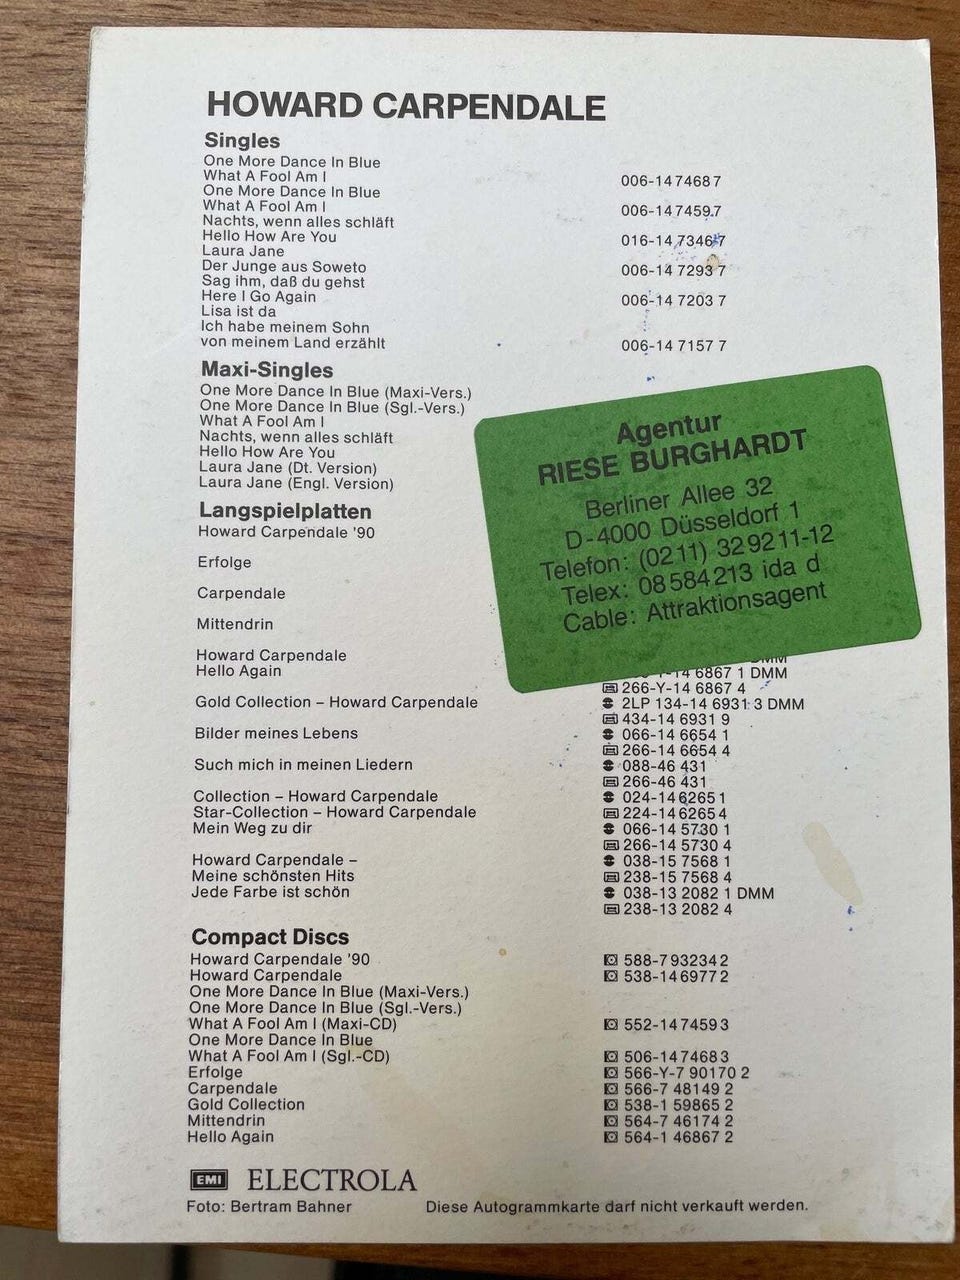 HOWARD CARPENDALE
Singles
One More Dance In Blue
What A Fool Am I 006-14 7468 7
One More Dance In Blue
What A Fool Am I 006-14 7459 7
Nachts, wenn alles schläft
Hello How Are You 016-14 7346 7
Laura Jane
Der Junge aus Soweto 006-14 7293 7
Sag ihm, daß du gehst
Here I Go Again 006-14 7203 7
Lisa ist da
Ich habe meinem Sohn
von meinem Land erzählt 006-14 7157 7
Maxi-Singles
One More Dance In Blue (Maxi-Vers.)
One More Dance In Blue (Sgl.-Vers.)
What A Fool Am I
Nachts, wenn alles schläft
Hello How Are You
Laura Jane (Dt. Version)
Laura Jane (Engl. Version)
Agentur
RIESE BURGHARDT
Berliner Allee 32
D-4000 Düsseldorf 1
Telefon: (02 11) 32 92 11-12
Telex: 08 584 213 ida d
Cable: Attraktionsagent
Langspielplatten
Howard Carpendale '90
Erfolge
Carpendale
Mittendrin
Howard Carpendale DMM
Hello Again 14 6867 1 DMM
266-Y-14 6867 4
Gold Collection – Howard Carpendale 2LP 134-14 6931 3 DMM
434-14 6931 9
Bilder meines Lebens 066-14 6654 1
266-14 6654 4
Such mich in meinen Liedern 088-46 431
266-46 431
Collection – Howard Carpendale 024-14 6265 1
Star-Collection – Howard Carpendale 224-14 6265 4
Mein Weg zu dir 066-14 5730 1
266-14 5730 4
Howard Carpendale – 038-15 7568 1
Meine schönsten Hits 238-15 7568 4
Jede Farbe ist schön 038-13 2082 1 DMM
238-13 2082 4
Compact Discs
Howard Carpendale '90 588-7 93234 2
Howard Carpendale 538-14 6977 2
One More Dance In Blue (Maxi-Vers.)
One More Dance In Blue (Sgl.-Vers.)
What A Fool Am I (Maxi-CD) 552-14 7459 3
One More Dance In Blue
What A Fool Am I (Sgl.-CD) 506-14 7468 3
Erfolge 566-Y-7 90170 2
Carpendale 566-7 48149 2
Gold Collection 538-1 59865 2
Mittendrin 564-7 46174 2
Hello Again 564-1 46867 2
EMI ELECTROLA
Foto: Bertram Bahner Diese Autogrammkarte darf nicht verkauft werden.